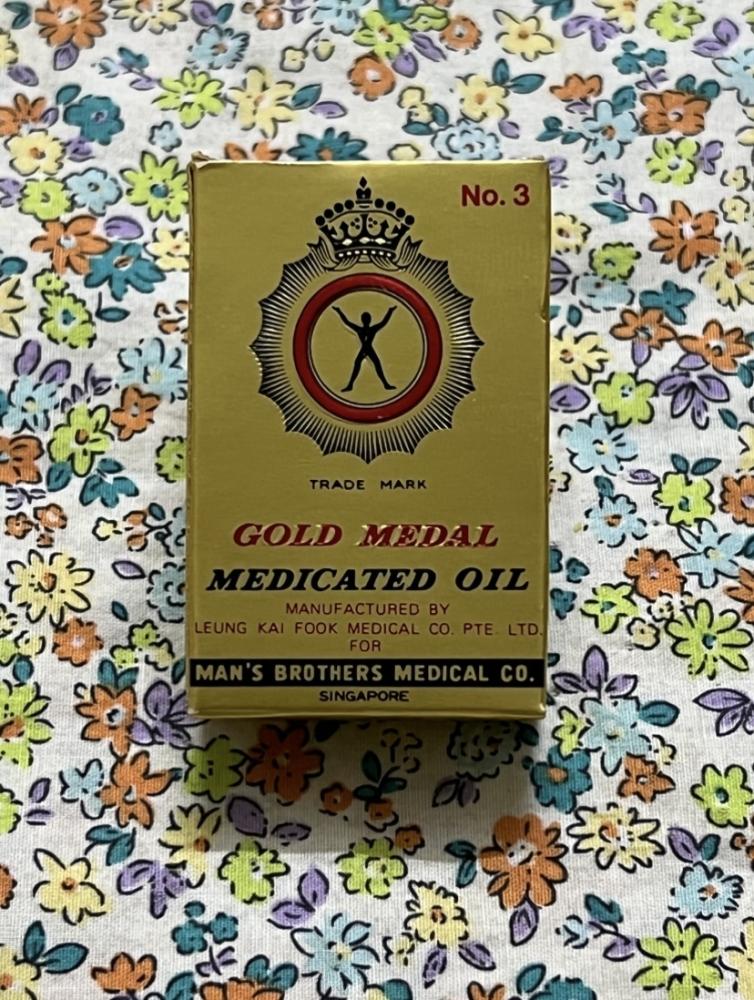 No. 3
TRADE MARK
GOLD MEDAL
MEDICATED OIL
MANUFACTURED BY
LEUNG KAI FOOK MEDICAL CO. PTE. LTD.
FOR
MAN'S BROTHERS MEDICAL CO.
SINGAPORE